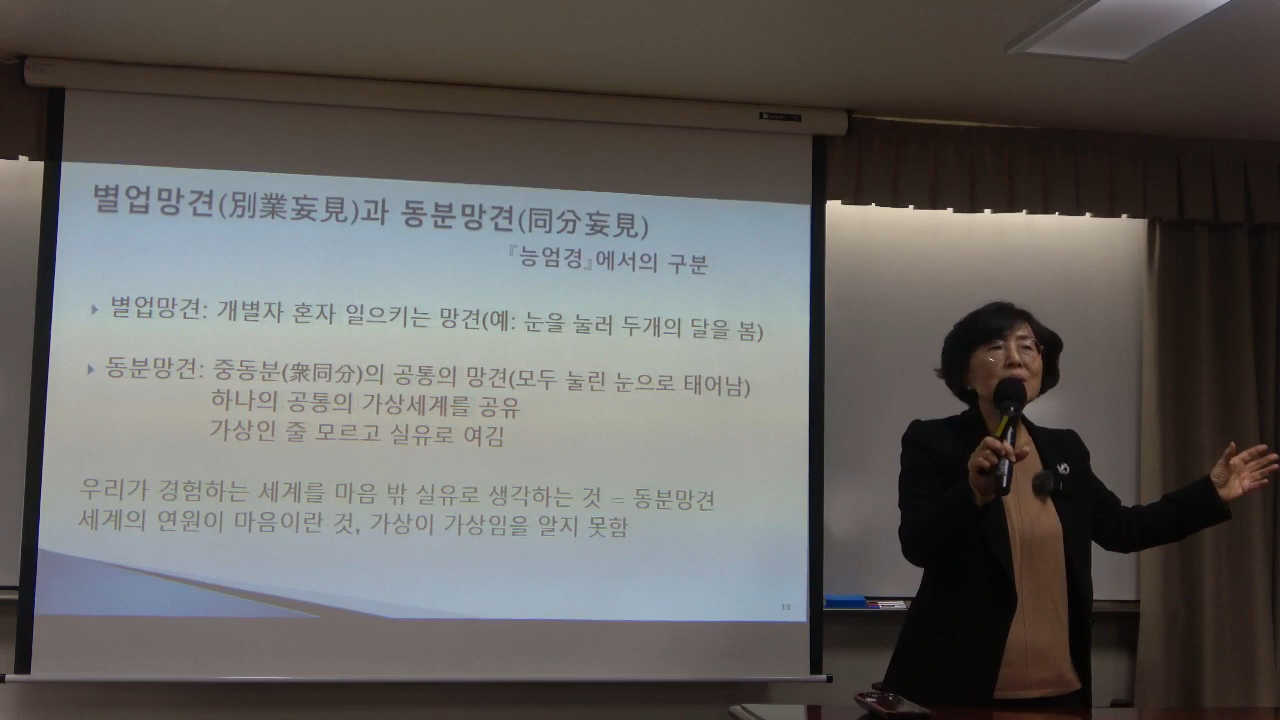 별업망견(別業妄見)과 동분망견(同分妄見)
『능엄경』에서의 구분
별업망견: 개별자 혼자 일으키는 망견(예: 눈을 눌러 두개의 달을 봄)
동분망견: 중동분(衆同分)의 공통의 망견(모두 눌린 눈으로 태어남)
하나의 공통의 가상세계를 공유
가상인 줄 모르고 실유로 여김
우리가 경험하는 세계를 마음 밖 실유로 생각하는 것 = 동분망견
세계의 연원이 마음이란 것, 가상이 가상임을 알지 못함
13